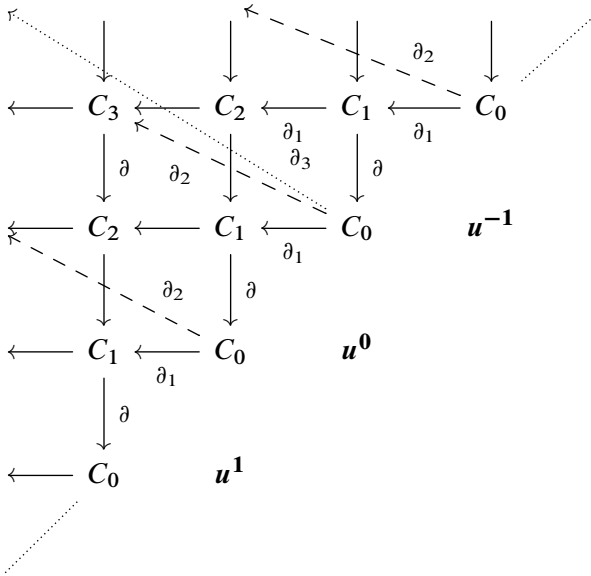 ∂₂
C₃ C₂ C₁ C₀
∂₁ ∂₁
∂ ∂₂ ∂₃ ∂
C₂ C₁ C₀ u⁻¹
∂₁
∂₂ ∂
C₁ C₀ u⁰
∂₁
∂
C₀ u¹